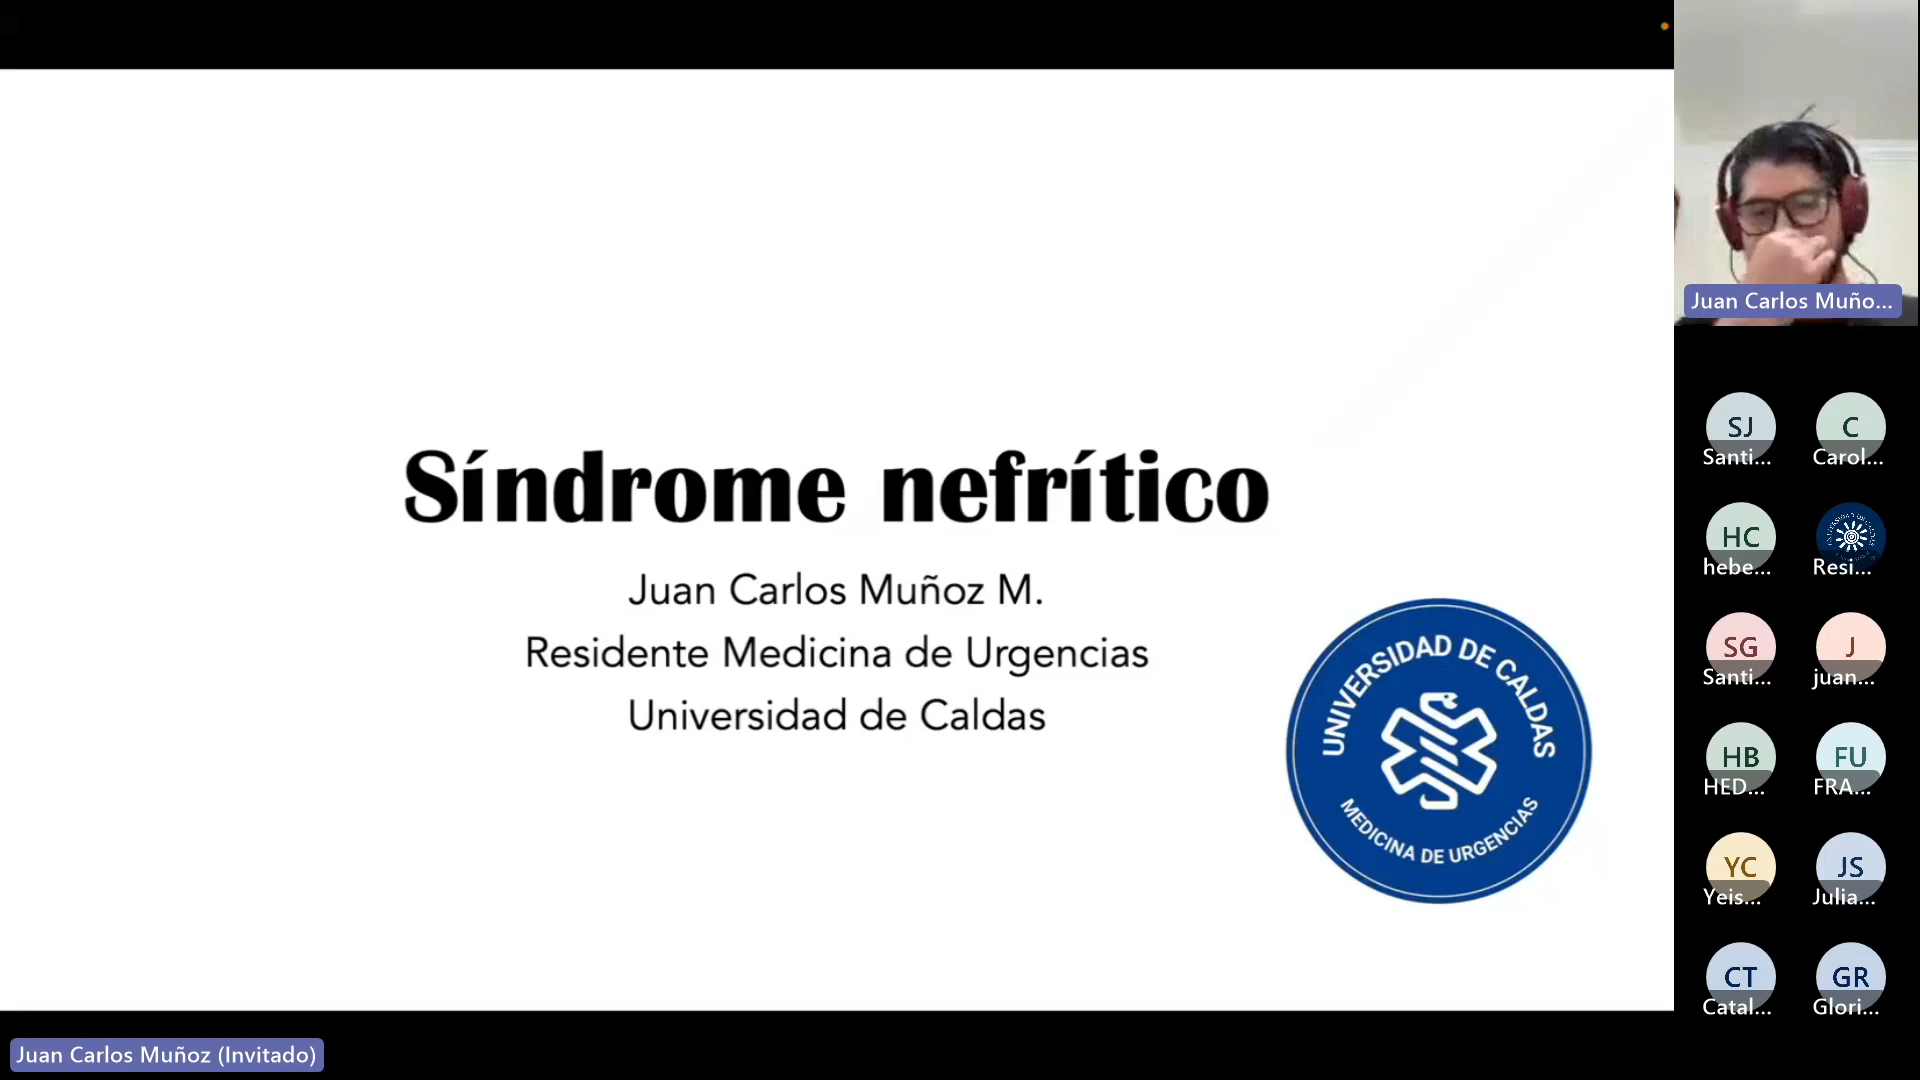 Síndrome nefrítico
Juan Carlos Muñoz M.
Residente Medicina de Urgencias
Universidad de Caldas
UNIVERSIDAD DE CALDAS
MEDICINA DE URGENCIAS
Juan Carlos Muño...
SJ
Santi...
C
Carol...
HC
hebe...
Resi...
SG
Santi...
J
juan...
HB
HED...
FU
FRA...
YC
Yeis...
JS
Julia...
CT
Catal...
GR
Glori...
Juan Carlos Muñoz (Invitado)